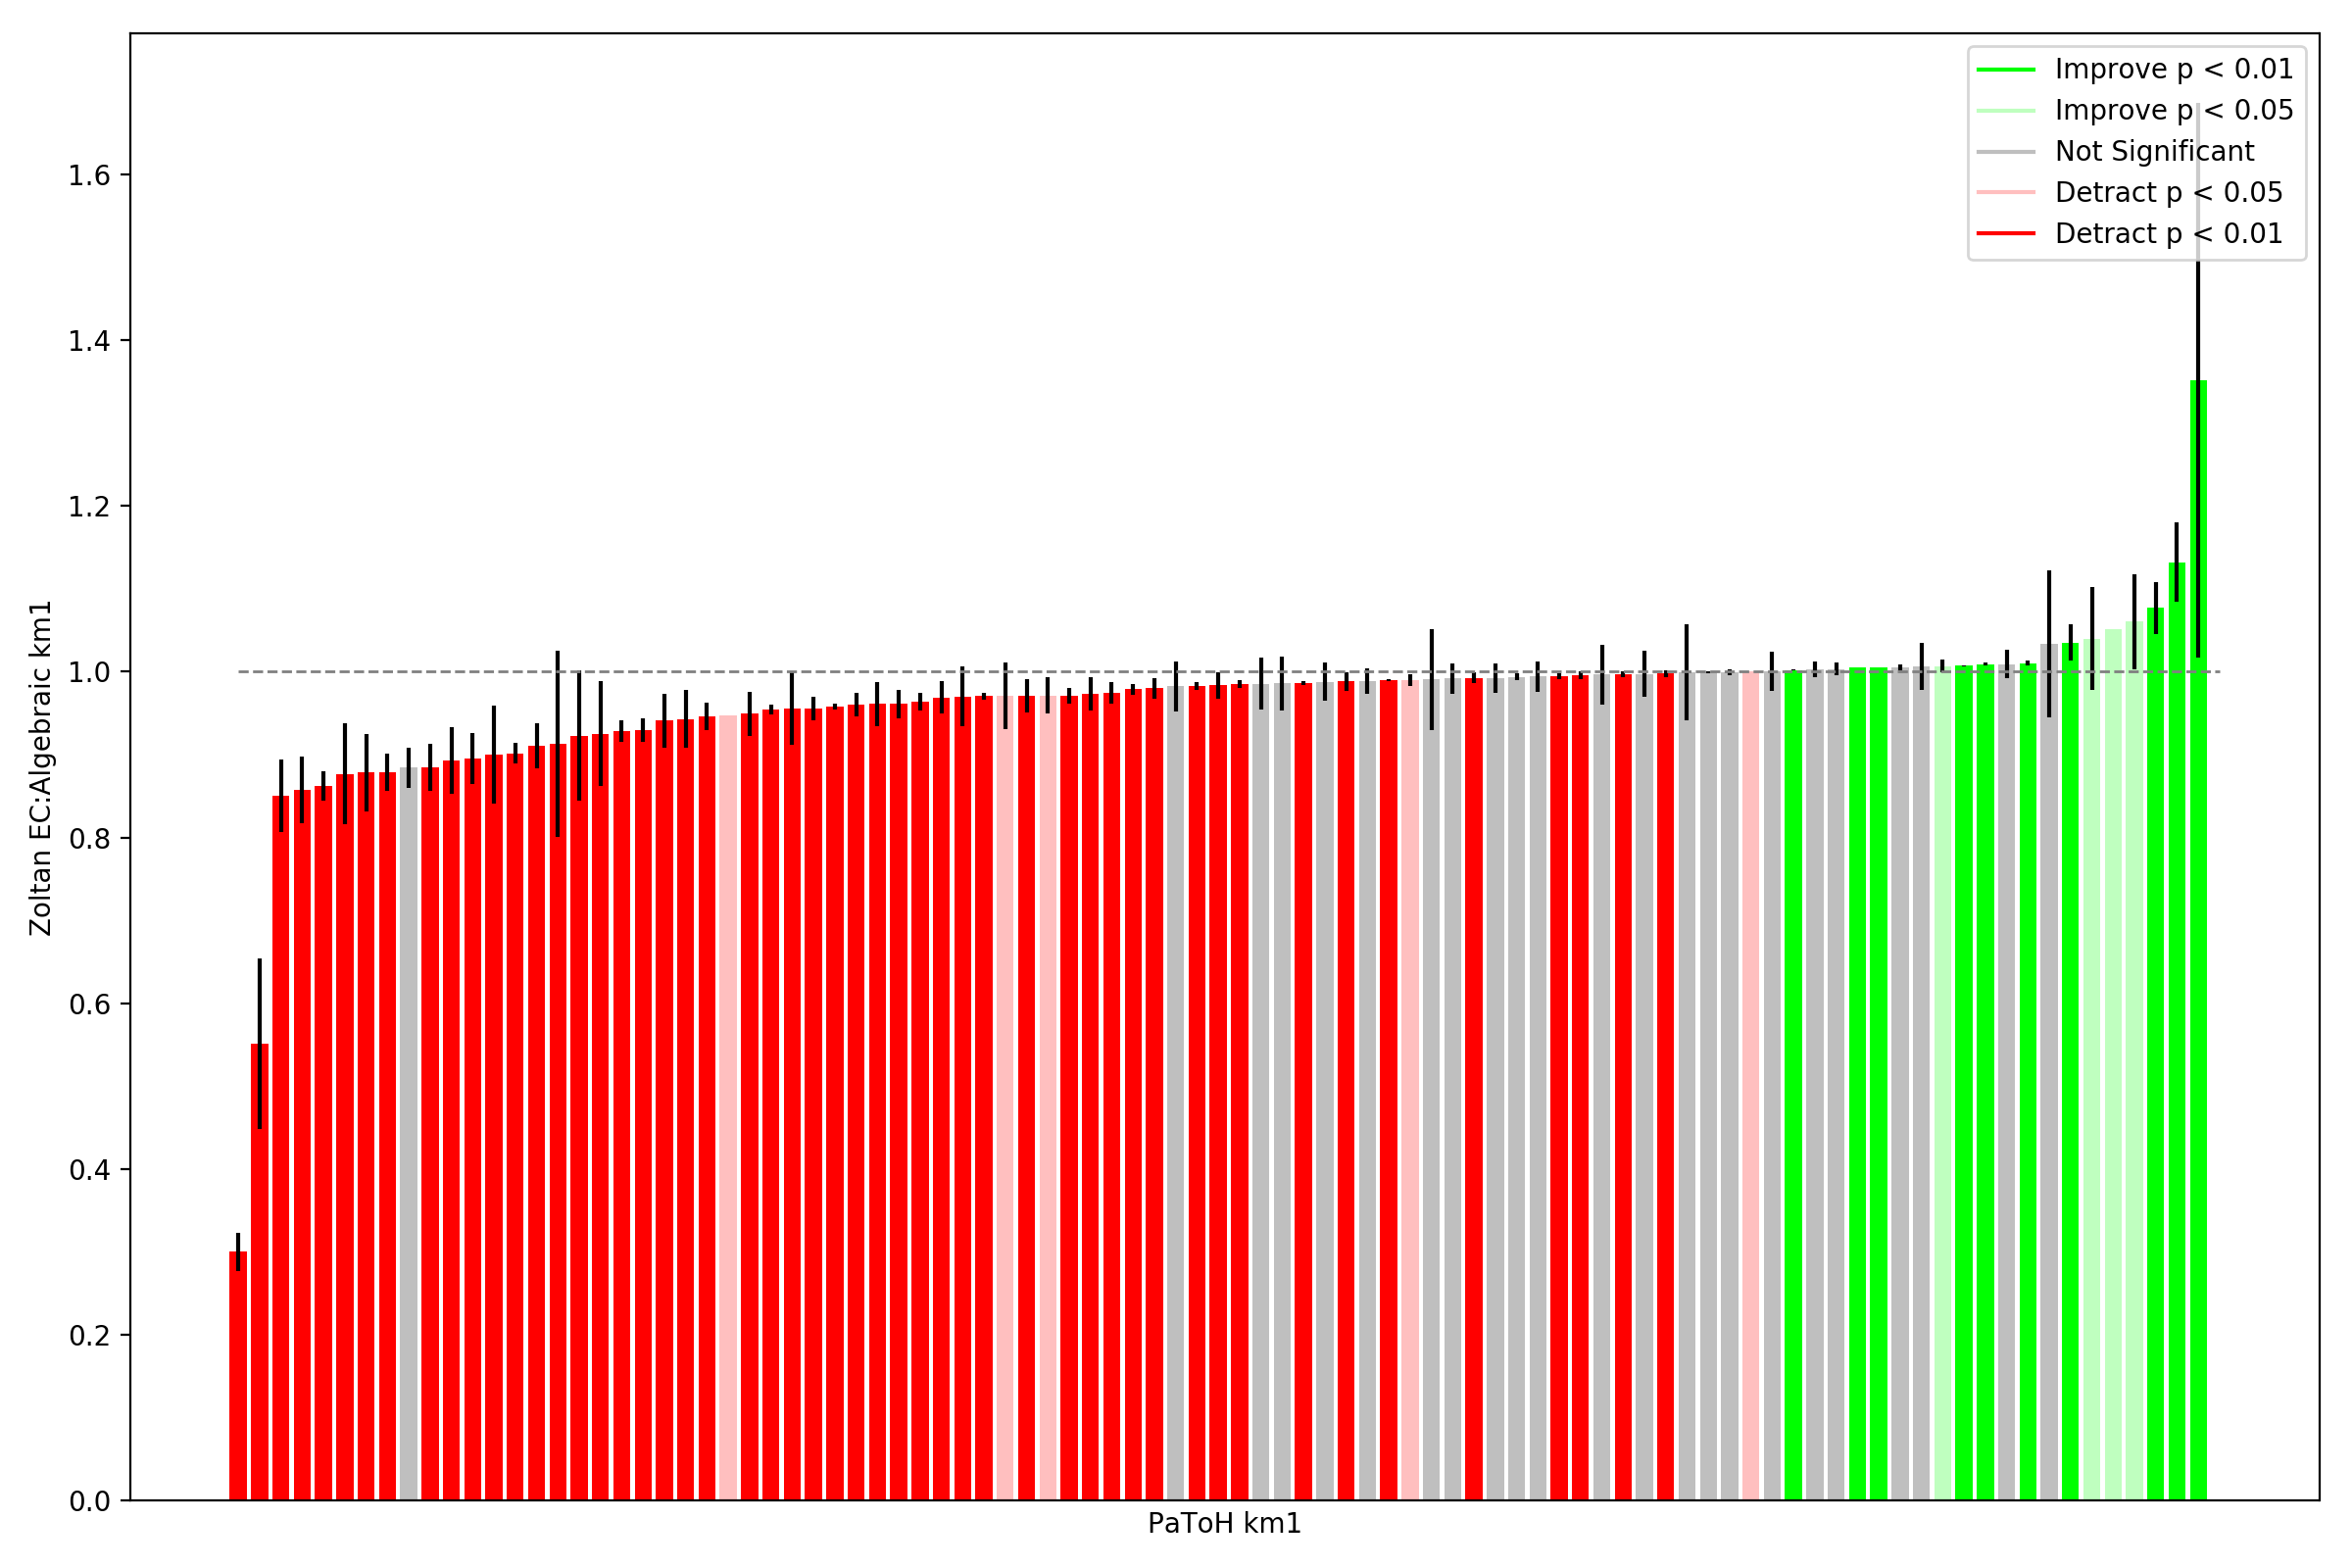 Improve p < 0.01
Improve p < 0.05
Not Significant
Detract p < 0.05
Detract p < 0.01
1.6
1.4
1.2
1.0
0.8
0.6
0.4
0.2
0.0
Zoltan EC:Algebraic km1
PaToH km1